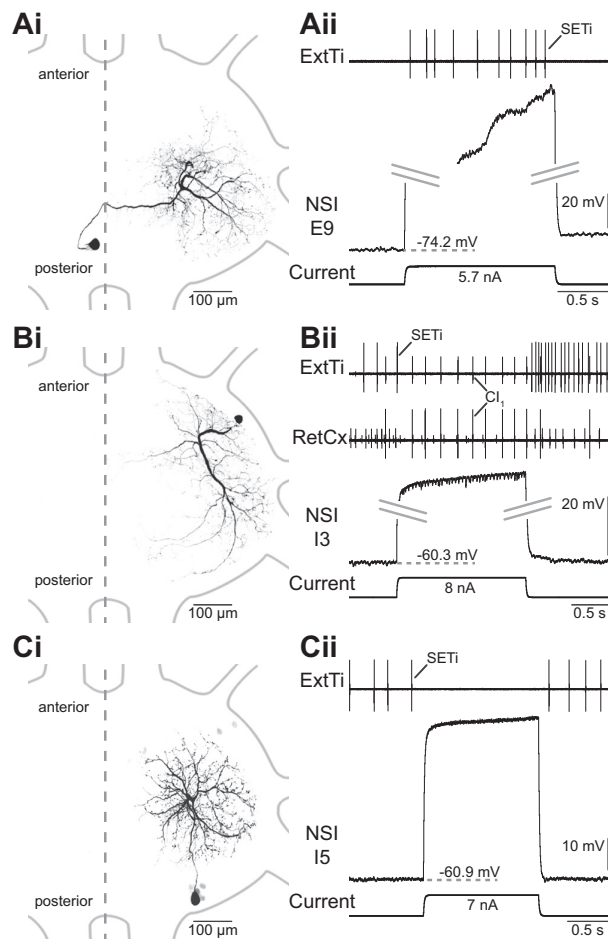 Ai
anterior
posterior
100 µm
Aii
ExtTi
SETi
NSI
E9
20 mV
-74.2 mV
Current
5.7 nA
0.5 s
Bi
anterior
posterior
100 µm
Bii
ExtTi
SETi
CI1
RetCx
NSI
I3
20 mV
-60.3 mV
Current
8 nA
0.5 s
Ci
anterior
posterior
100 µm
Cii
ExtTi
SETi
NSI
I5
10 mV
-60.9 mV
Current
7 nA
0.5 s